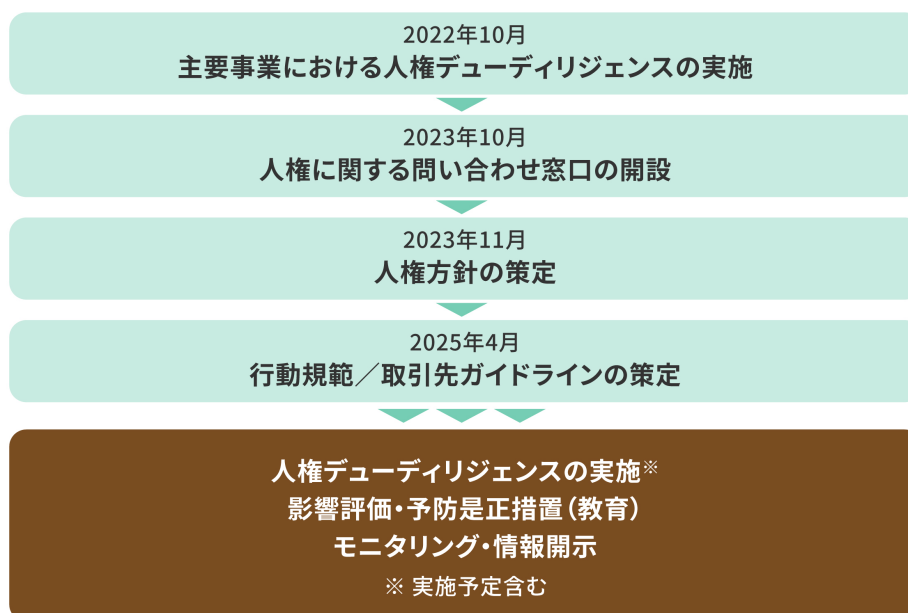 2022年10月
主要事業における人権デューディリジェンスの実施
2023年10月
人権に関する問い合わせ窓口の開設
2023年11月
人権方針の策定
2025年4月
行動規範／取引先ガイドラインの策定
人権デューディリジェンスの実施※
影響評価・予防是正措置（教育）
モニタリング・情報開示
※ 実施予定含む